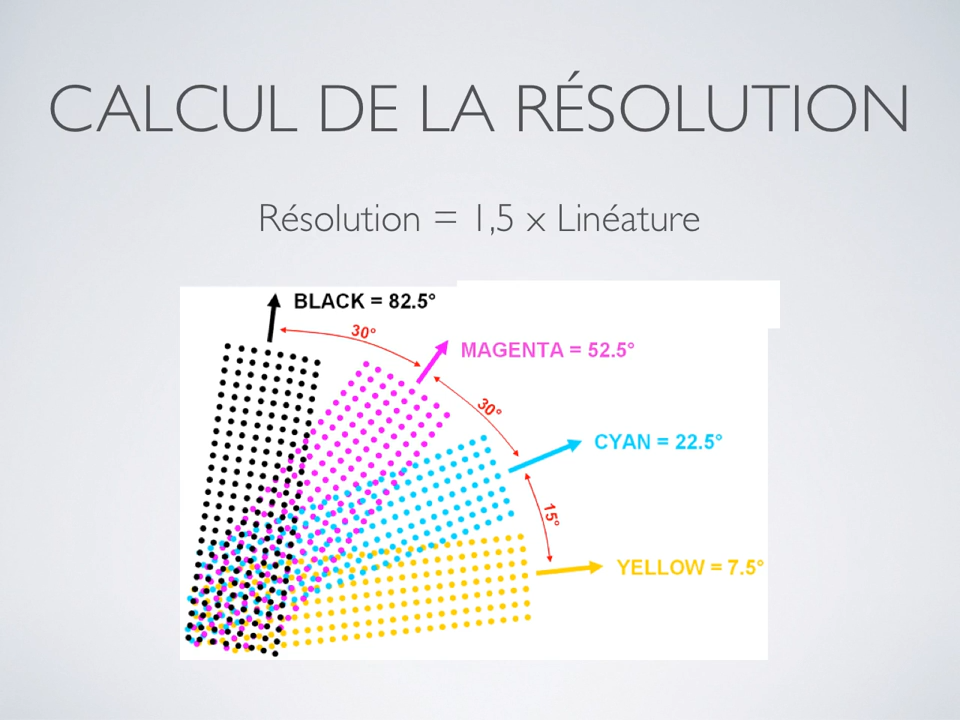 CALCUL DE LA RÉSOLUTION
Résolution = 1,5 x Linéature
BLACK = 82.5°
30°
MAGENTA = 52.5°
30°
CYAN = 22.5°
15°
YELLOW = 7.5°